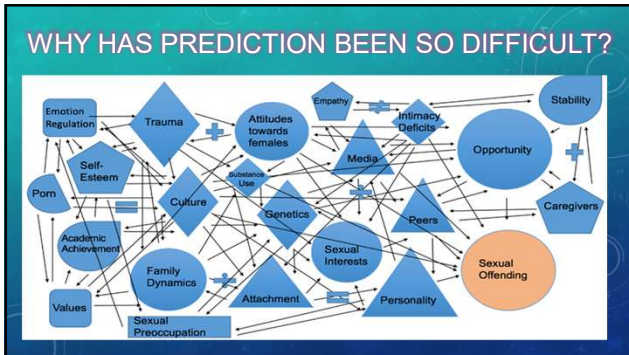 WHY HAS PREDICTION BEEN SO DIFFICULT?
Emotion
Regulation
Trauma
Attitudes
towards
females
Empathy
Intimacy
Deficits
Stability
Self-
Esteem
Media
Opportunity
Substance
Use
Porn
Culture
Genetics
Peers
Caregivers
Academic
Achievement
Family
Dynamics
Sexual
Interests
Sexual
Offending
Values
Attachment
Personality
Sexual
Preoccupation